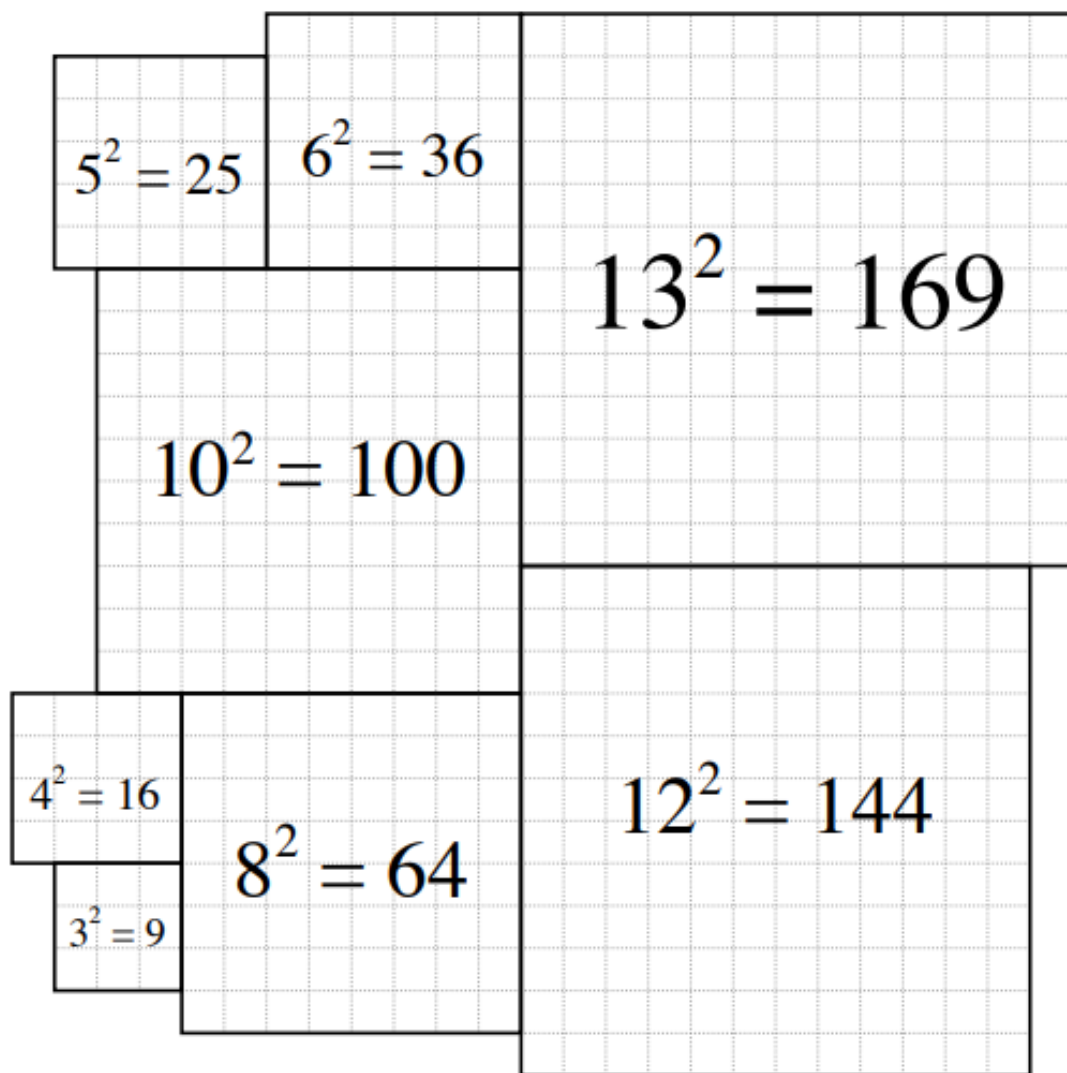 5² = 25
6² = 36
13² = 169
10² = 100
4² = 16
8² = 64
12² = 144
3² = 9